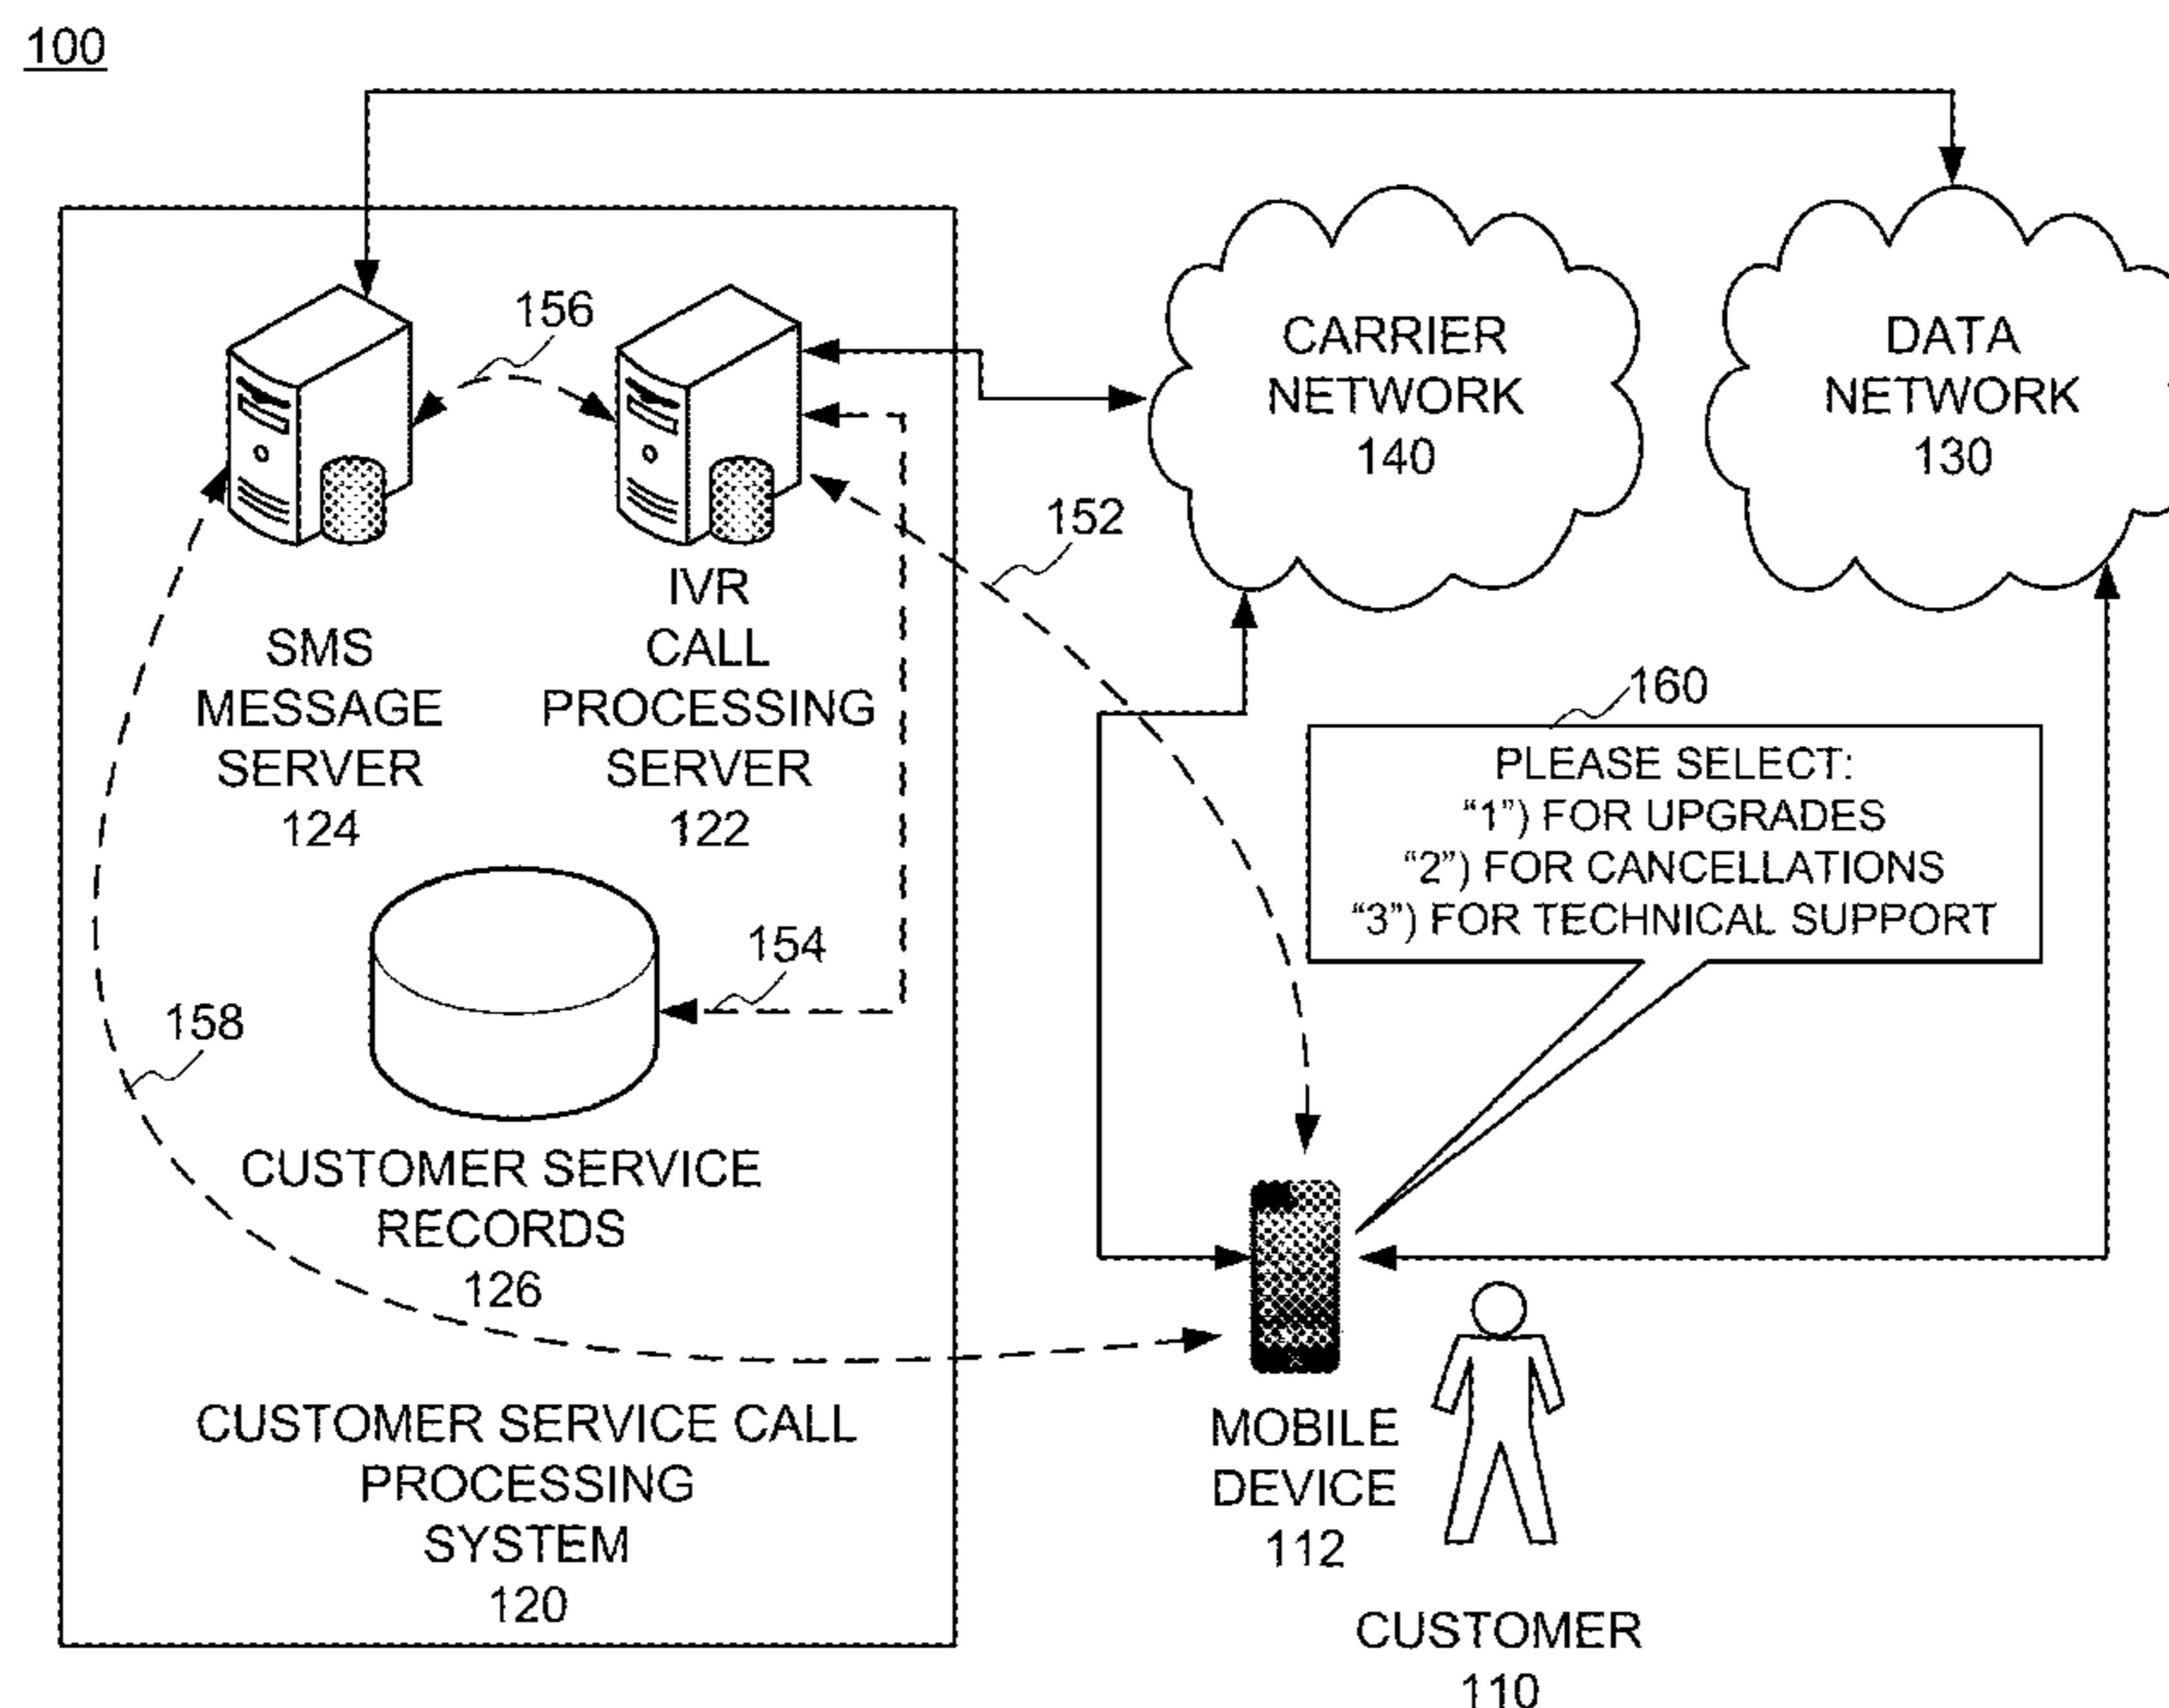 100
156
CARRIER
NETWORK
140
DATA
NETWORK
130
152
IVR
CALL
PROCESSING
SERVER
122
SMS
MESSAGE
SERVER
124
160
PLEASE SELECT:
“1”) FOR UPGRADES
“2”) FOR CANCELLATIONS
“3”) FOR TECHNICAL SUPPORT
154
158
CUSTOMER SERVICE
RECORDS
126
CUSTOMER SERVICE CALL
PROCESSING
SYSTEM
120
MOBILE
DEVICE
112
CUSTOMER
110